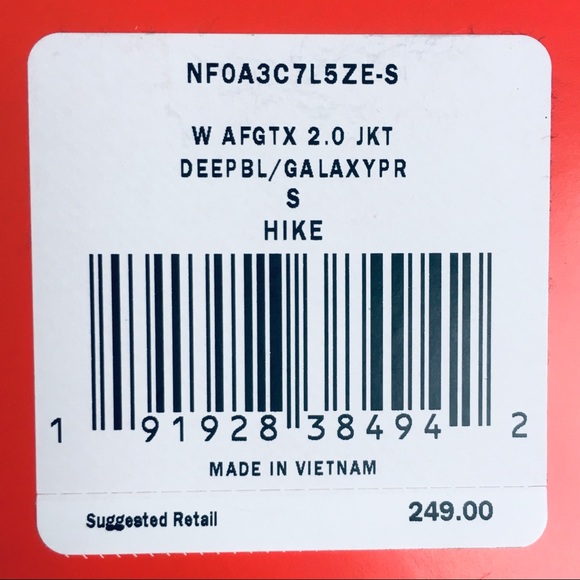 NF0A3C7L5ZE-S
W AFGTX 2.0 JKT
DEEPBL/GALAXYPR
S
HIKE
1 91928 38494 2
MADE IN VIETNAM
Suggested Retail 249.00